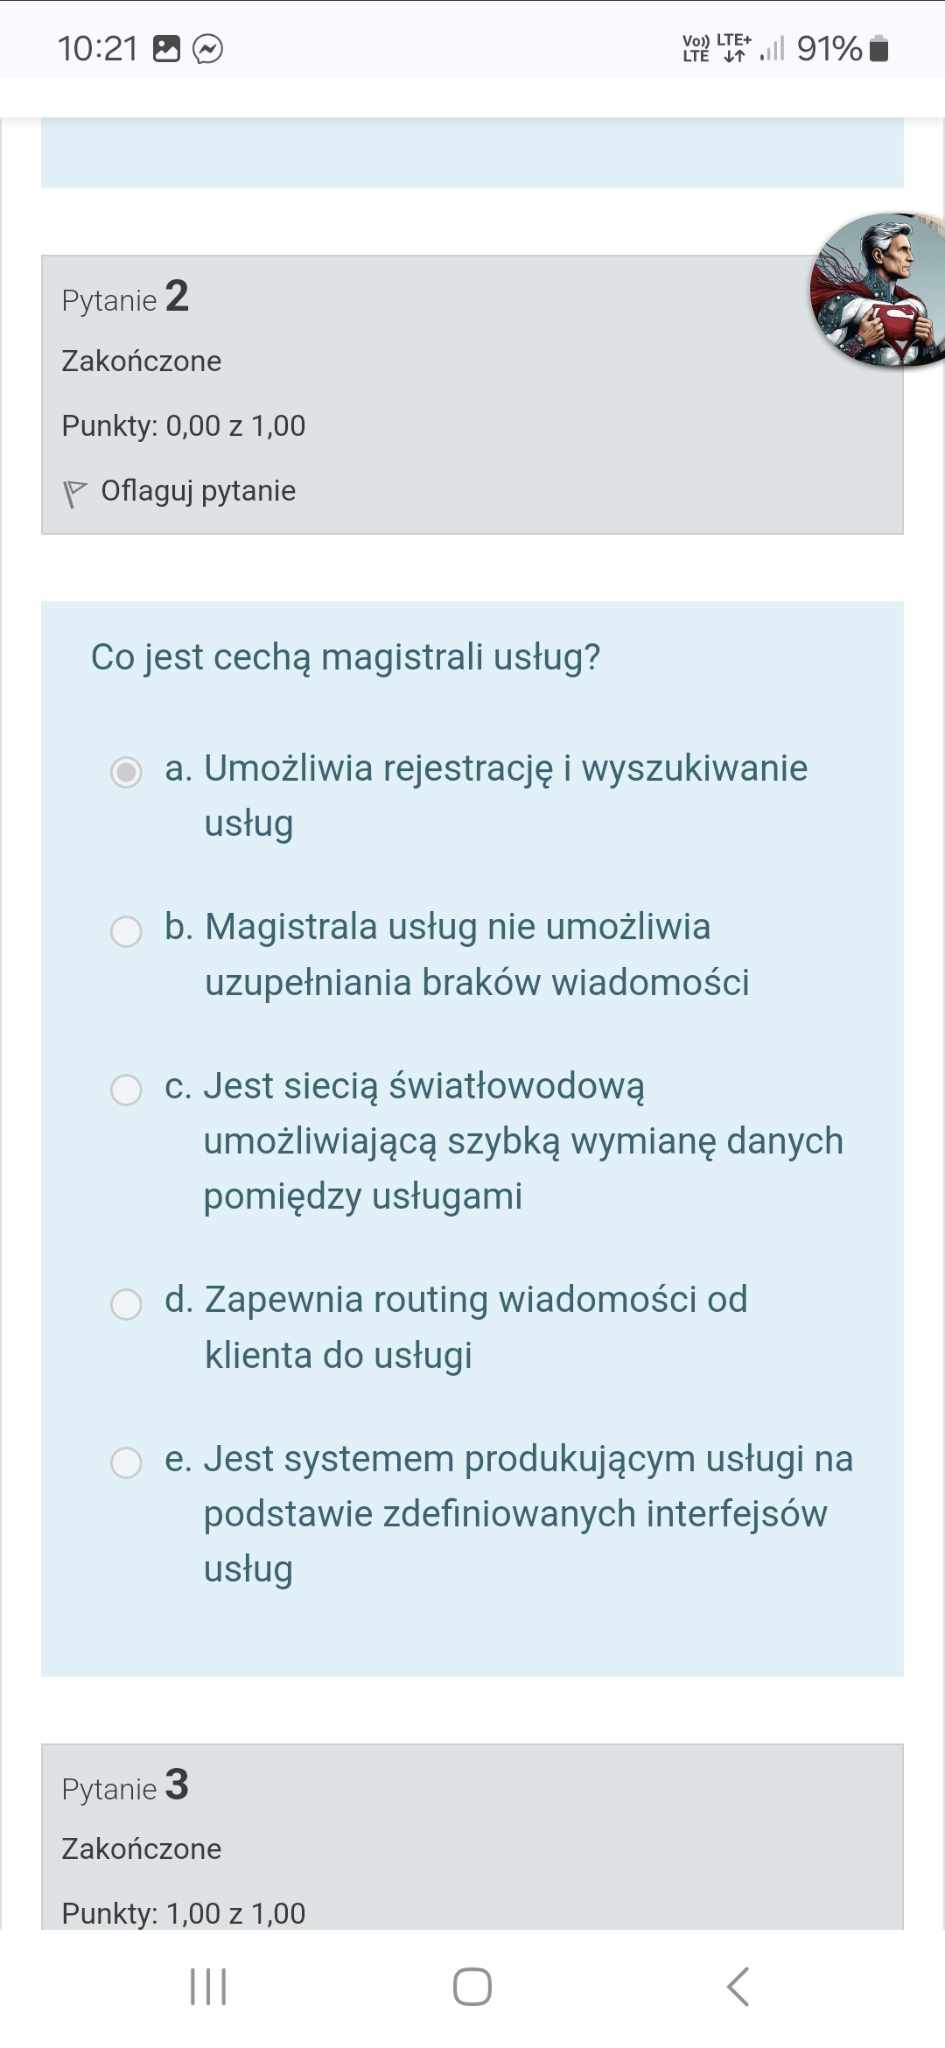 10:21 Vo)) LTE LTE+ 91%
Pytanie 2
Zakończone
Punkty: 0,00 z 1,00
Oflaguj pytanie
Co jest cechą magistrali usług?
a. Umożliwia rejestrację i wyszukiwanie
usług
b. Magistrala usług nie umożliwia
uzupełniania braków wiadomości
c. Jest siecią światłowodową
umożliwiającą szybką wymianę danych
pomiędzy usługami
d. Zapewnia routing wiadomości od
klienta do usługi
e. Jest systemem produkującym usługi na
podstawie zdefiniowanych interfejsów
usług
Pytanie 3
Zakończone
Punkty: 1,00 z 1,00